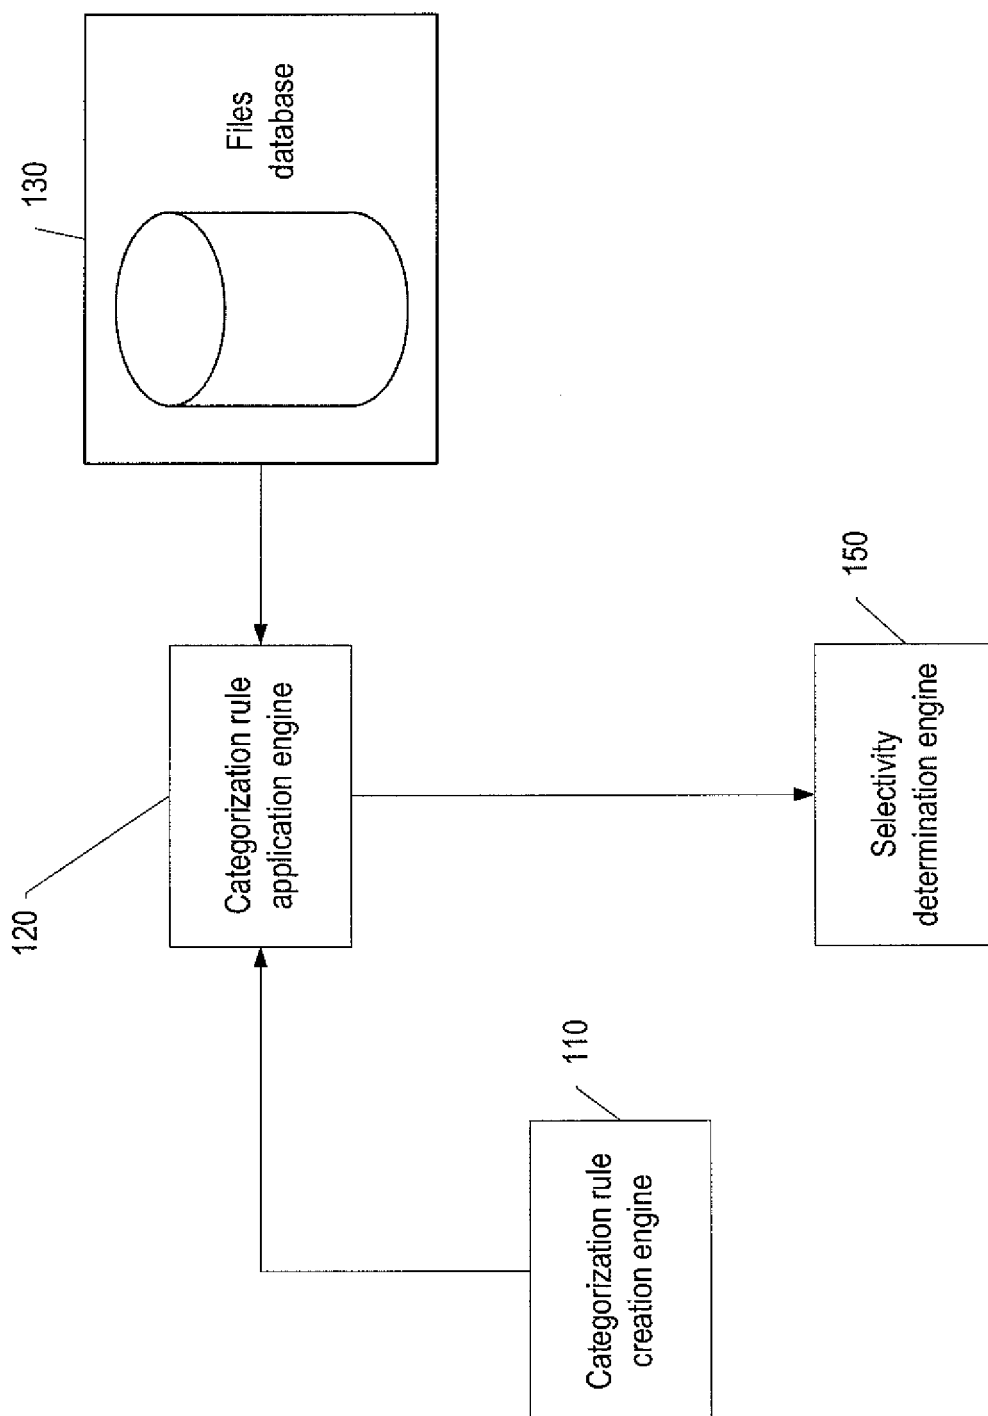 120
Categorization rule
application engine
130
Files
database
110
Categorization rule
creation engine
150
Selectivity
determination engine